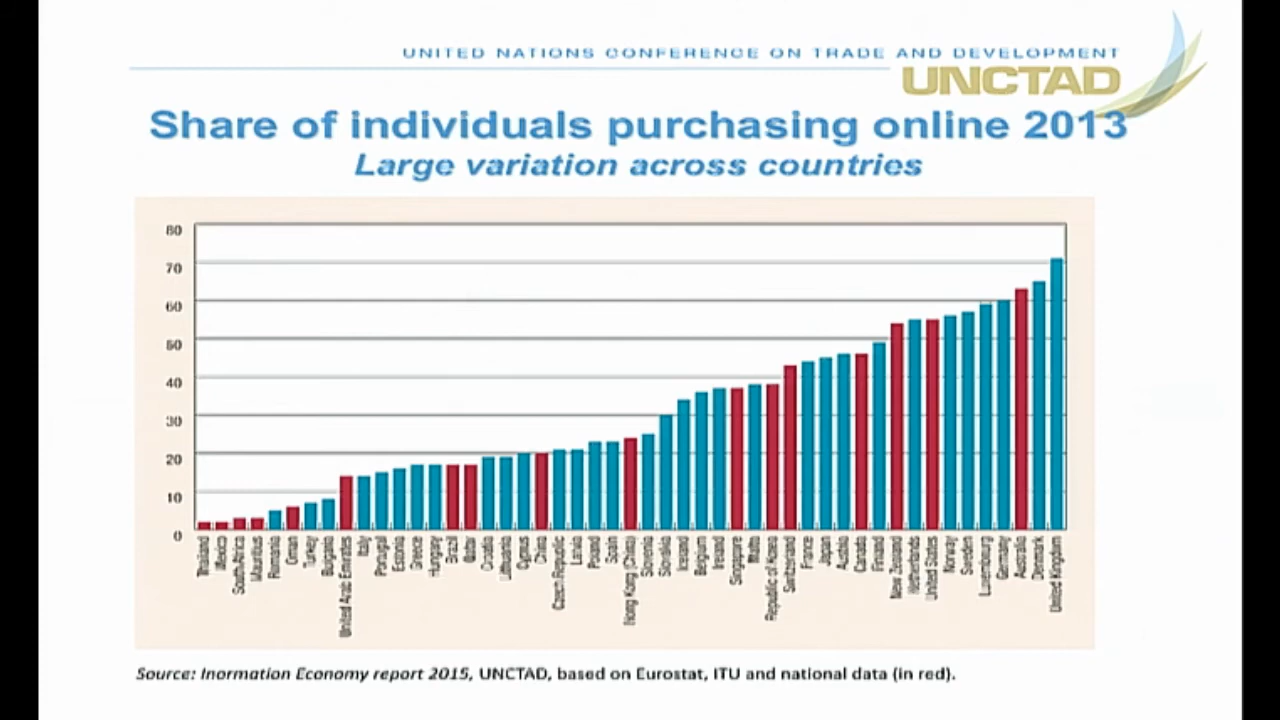 UNITED NATIONS CONFERENCE ON TRADE AND DEVELOPMENT
UNCTAD
Share of individuals purchasing online 2013
Large variation across countries
80
70
60
50
40
30
20
10
0
Thailand
Mexico
South Africa
Mauritius
Romania
Oman
Turkey
Bulgaria
United Arab Emirates
Italy
Portugal
Estonia
Greece
Hungary
Brazil
Qatar
Croatia
Lithuania
Cyprus
China
Czech Republic
Latvia
Poland
Spain
Hong Kong (China)
Slovenia
Slovakia
Iceland
Belgium
Ireland
Singapore
Malta
Republic of Korea
Switzerland
France
Japan
Austria
Canada
Finland
New Zealand
Netherlands
United States
Norway
Sweden
Luxemburg
Germany
Australia
Denmark
United Kingdom
Source: Inormation Economy report 2015, UNCTAD, based on Eurostat, ITU and national data (in red).